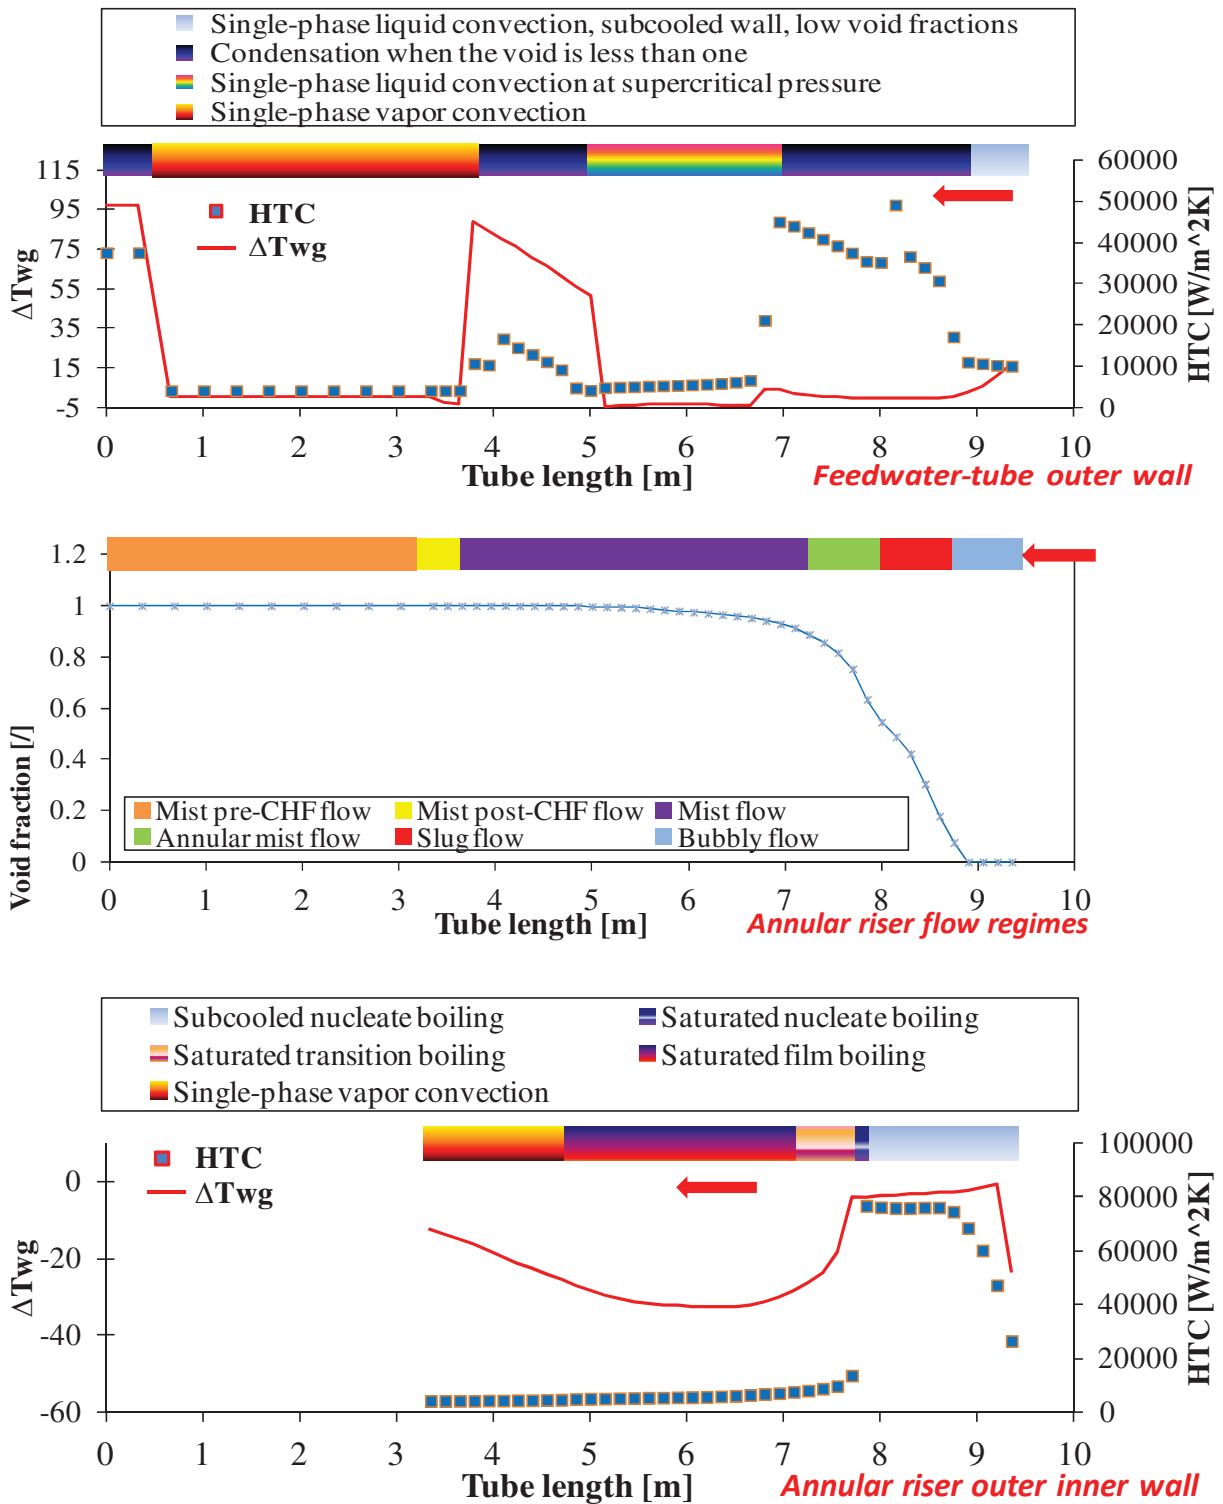 Single-phase liquid convection, subcooled wall, low void fractions
Condensation when the void is less than one
Single-phase liquid convection at supercritical pressure
Single-phase vapor convection
115
95
75
55
35
15
-5
ΔTwg
HTC
ΔTwg
60000
50000
40000
30000
20000
10000
0
HTC [W/m^2K]
0 1 2 3 4 5 6 7 8 9 10
Tube length [m]
Feedwater-tube outer wall
1.2
1
0.8
0.6
0.4
0.2
0
Void fraction [/]
Mist pre-CHF flow Mist post-CHF flow Mist flow
Annular mist flow Slug flow Bubbly flow
0 1 2 3 4 5 6 7 8 9 10
Tube length [m]
Annular riser flow regimes
Subcooled nucleate boiling Saturated nucleate boiling
Saturated transition boiling Saturated film boiling
Single-phase vapor convection
0
-20
-40
-60
ΔTwg
HTC
ΔTwg
100000
80000
60000
40000
20000
0
HTC [W/m^2K]
0 1 2 3 4 5 6 7 8 9 10
Tube length [m]
Annular riser outer inner wall